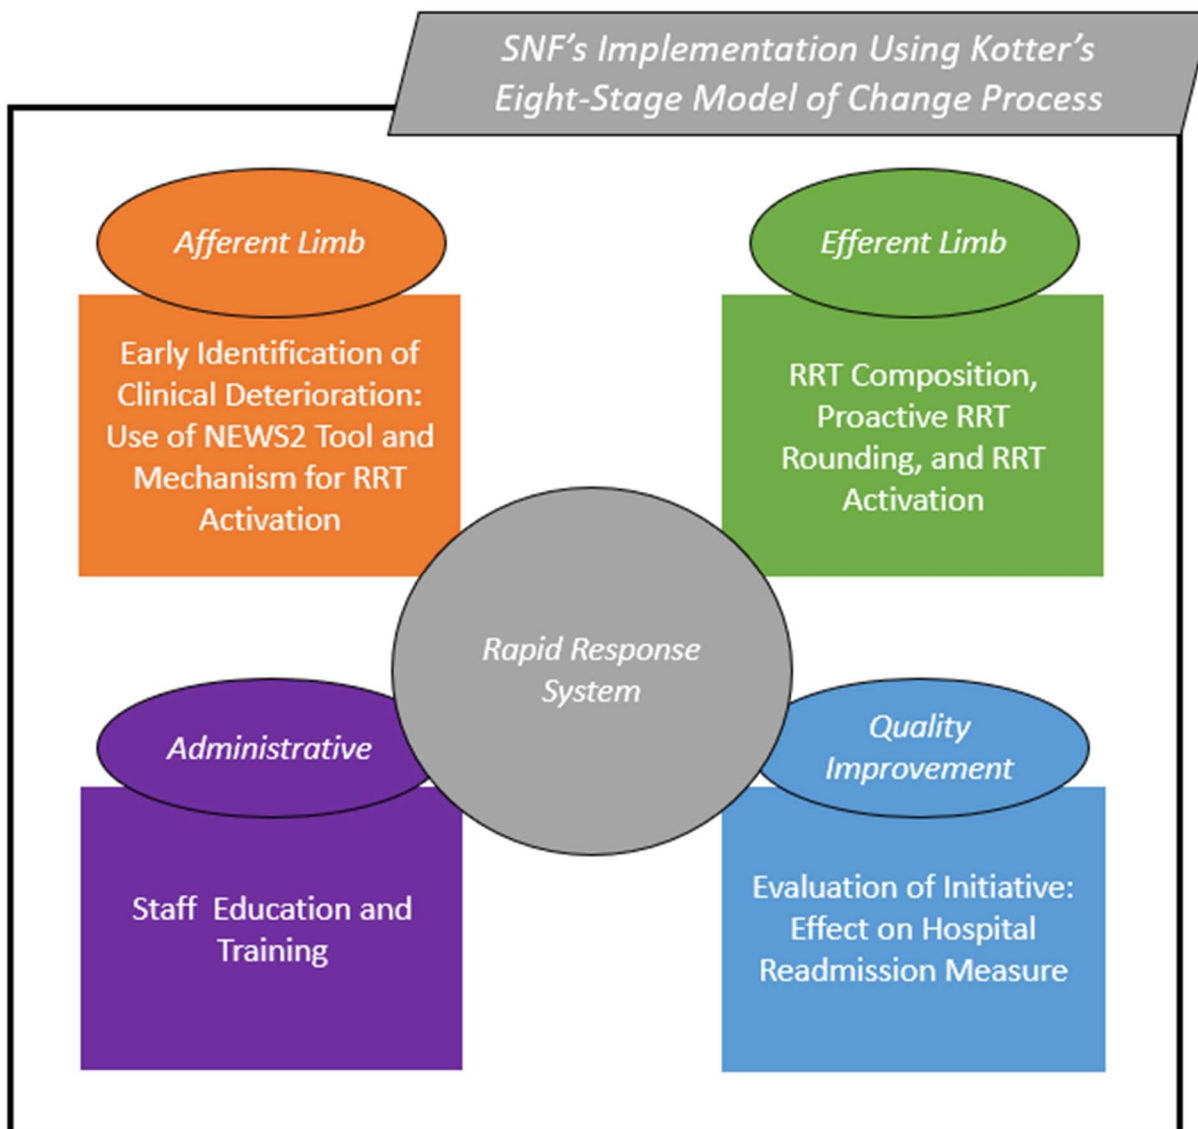 SNF's Implementation Using Kotter's
Eight-Stage Model of Change Process
Afferent Limb
Early Identification of
Clinical Deterioration:
Use of NEWS2 Tool and
Mechanism for RRT
Activation
Efferent Limb
RRT Composition,
Proactive RRT
Rounding, and RRT
Activation
Rapid Response
System
Administrative
Staff  Education and
Training
Quality
Improvement
Evaluation of Initiative:
Effect on Hospital
Readmission Measure